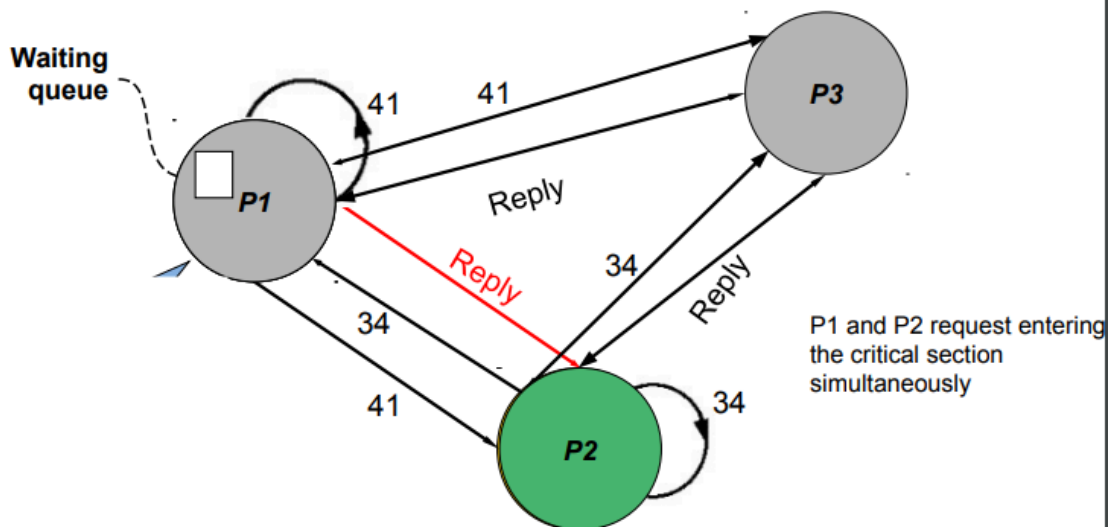 Waiting
queue
41
41
P3
P1
Reply
Reply
34
Reply
34
41
P1 and P2 request entering
the critical section
simultaneously
34
P2